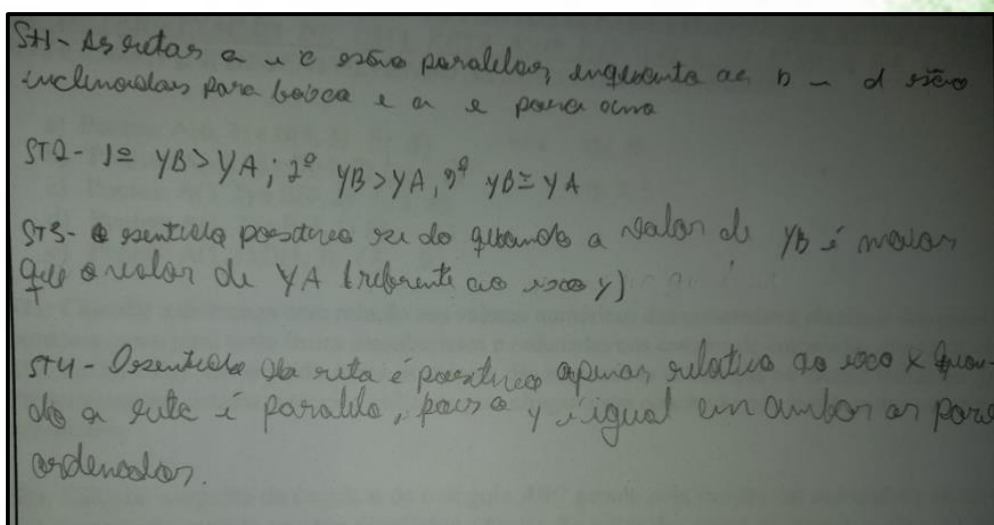 ST1- As retas a e c estão paralelas, enquanto as b - d são
inclinadas para baixo e a e para cima
ST2- 1º YB>YA; 2º YB>YA, 3º YB=YA
ST3- O sentido positivo se do quando o valor de YB é maior
que o valor de YA (referente ao eixo y)
ST4- O sentido da reta é positivo apenas relativo ao eixo x quan-
do a reta é paralela, pois o y é igual em ambos os pares
ordenados.